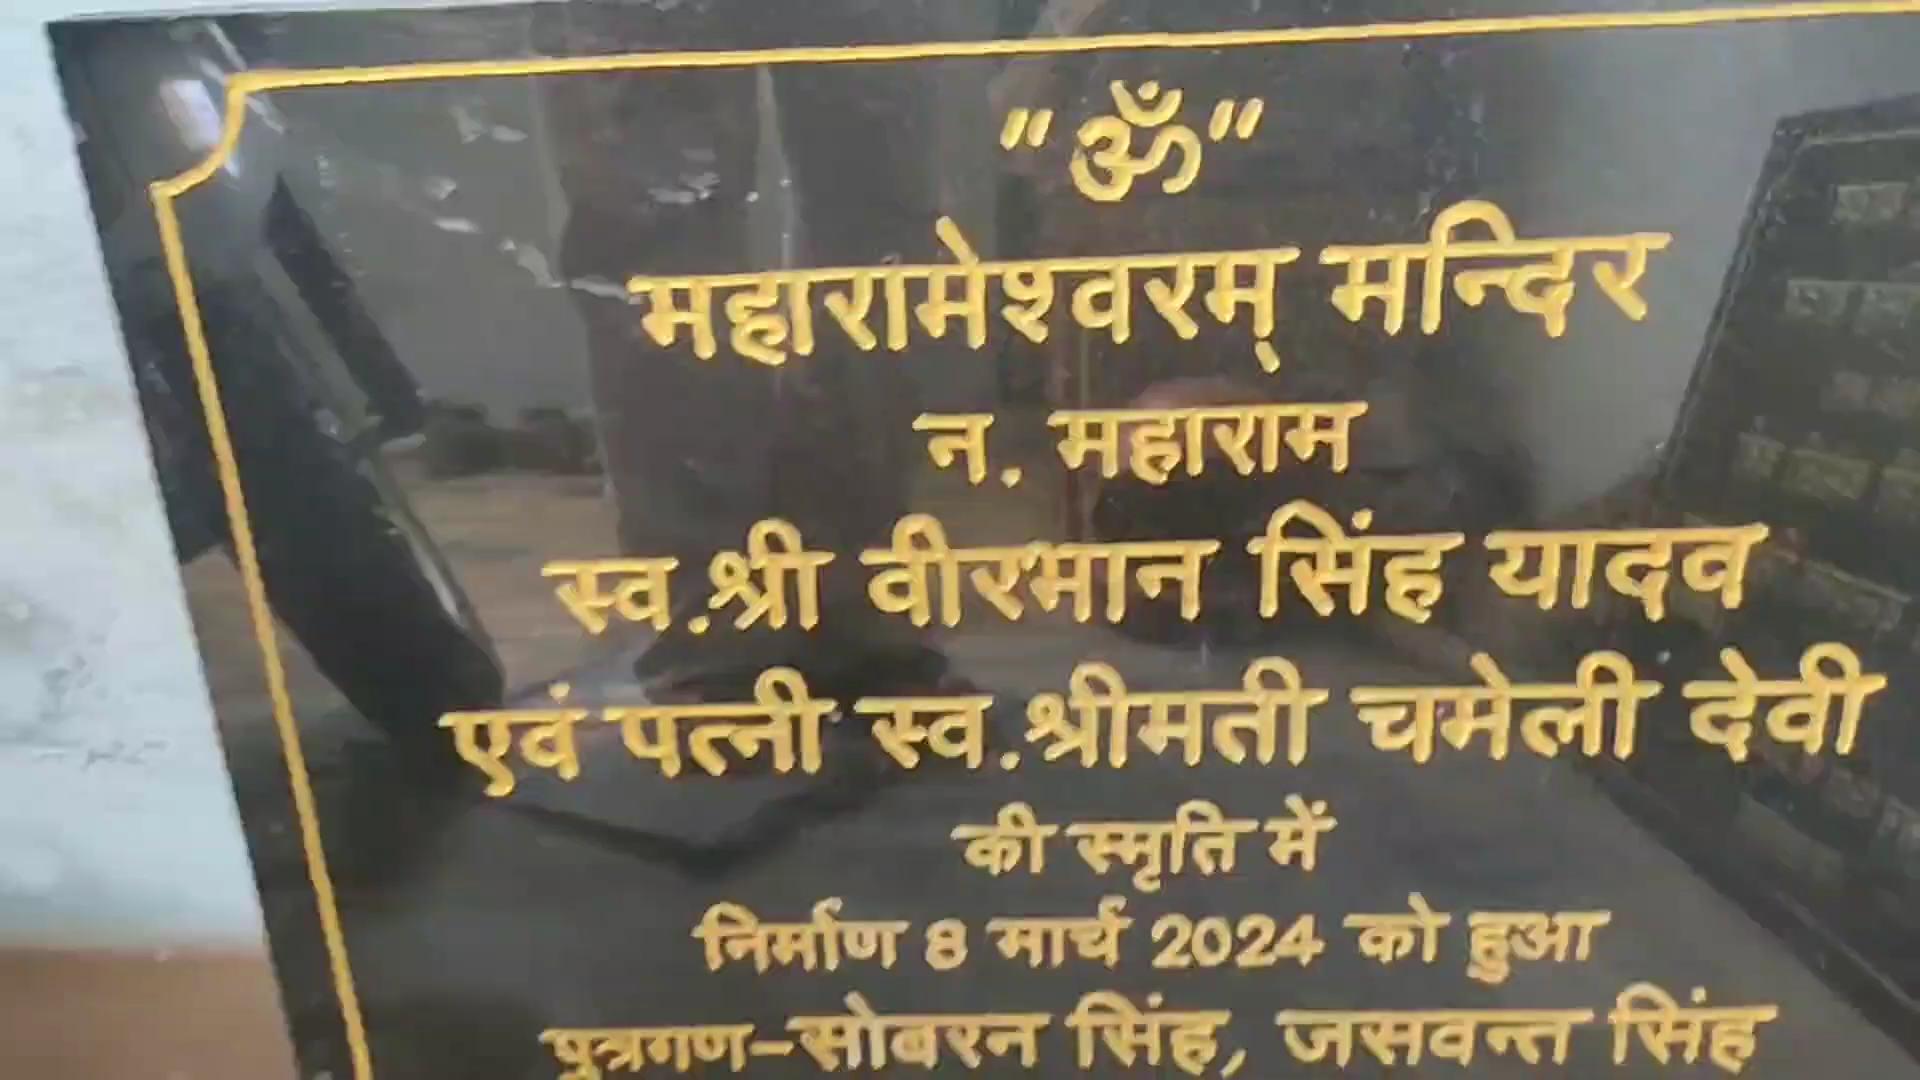 "ॐ"
महारामेश्वरम् मन्दिर
न. महाराम
स्व.श्री वीरभान सिंह यादव
एवं पत्नी स्व.श्रीमती चमेली देवी
की स्मृति में
निर्माण 8 मार्च 2024 को हुआ
पुत्रगण-सोबरन सिंह, जसवन्त सिंह